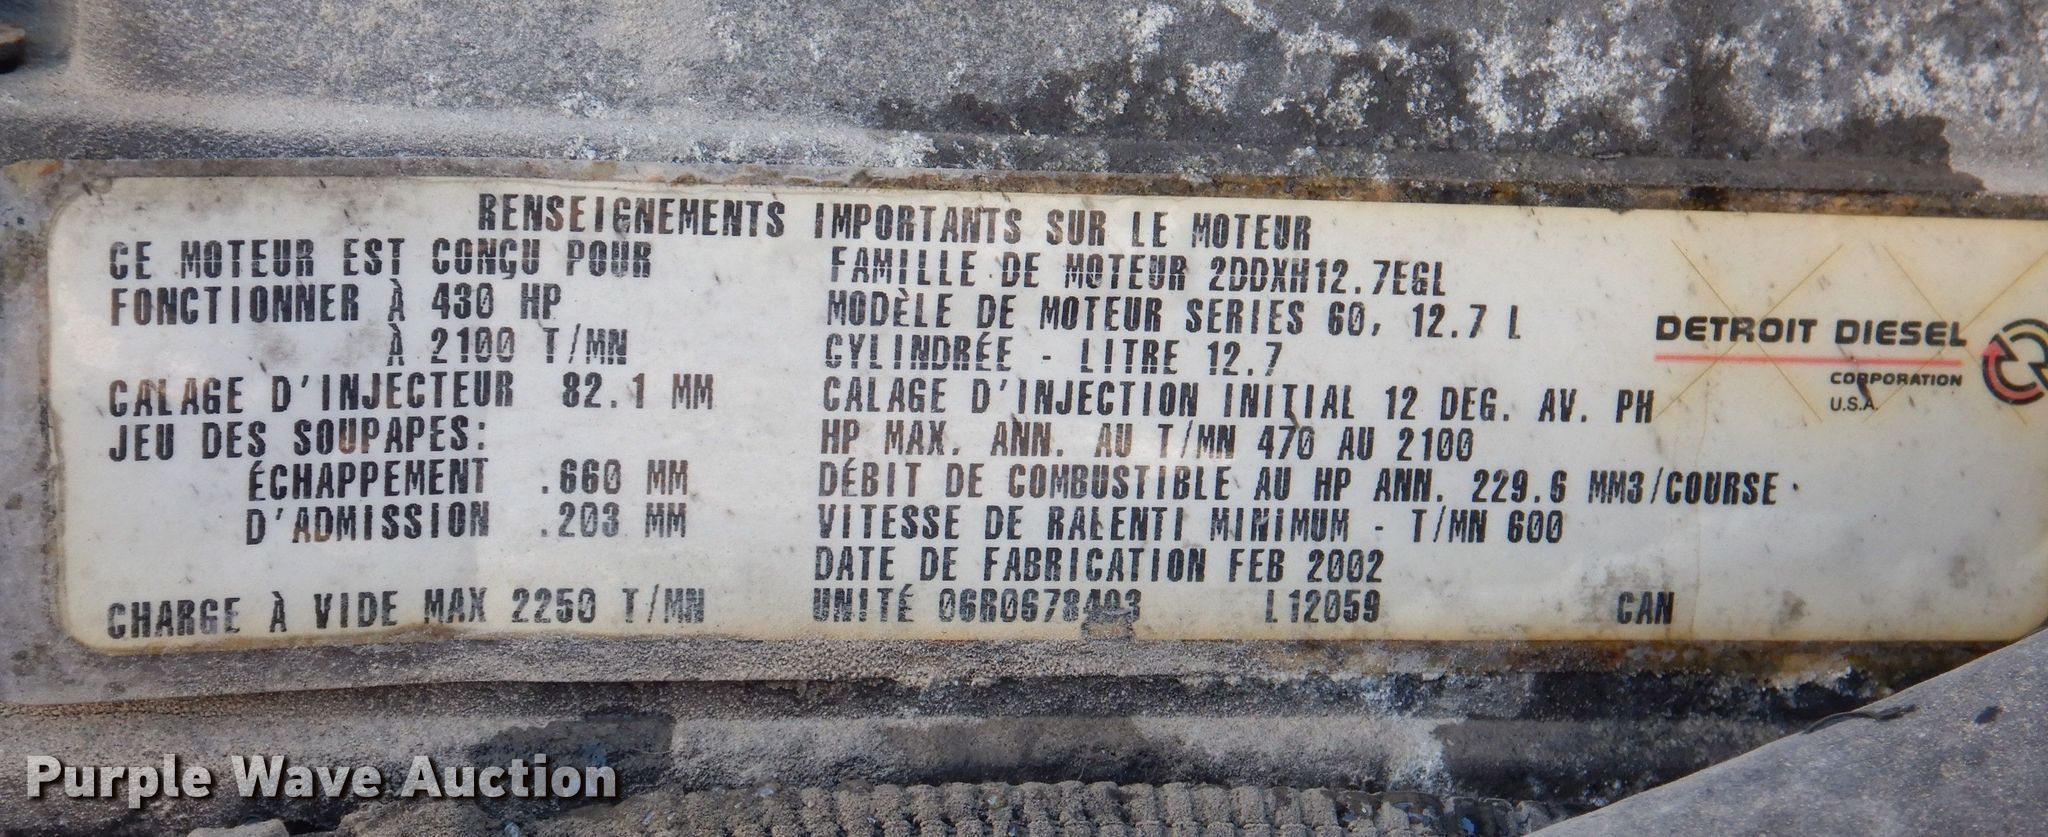 RENSEIGNEMENTS IMPORTANTS SUR LE MOTEUR
CE MOTEUR EST CONÇU POUR
FONCTIONNER À 430 HP
À 2100 T/MN
CALAGE D'INJECTEUR 82.1 MM
JEU DES SOUPAPES:
ÉCHAPPEMENT .660 MM
D'ADMISSION .203 MM
CHARGE À VIDE MAX 2250 T/MN
FAMILLE DE MOTEUR 2DDXH12.7EGL
MODÈLE DE MOTEUR SERIES 60, 12.7 L
CYLINDRÉE - LITRE 12.7
CALAGE D'INJECTION INITIAL 12 DEG. AV. PH
HP MAX. ANN. AU T/MN 470 AU 2100
DÉBIT DE COMBUSTIBLE AU HP ANN. 229.6 MM3/COURSE
VITESSE DE RALENTI MINIMUM - T/MN 600
DATE DE FABRICATION FEB 2002
UNITÉ 06R0678403 L12059 CAN
DETROIT DIESEL
CORPORATION
U.S.A.
Purple Wave Auction